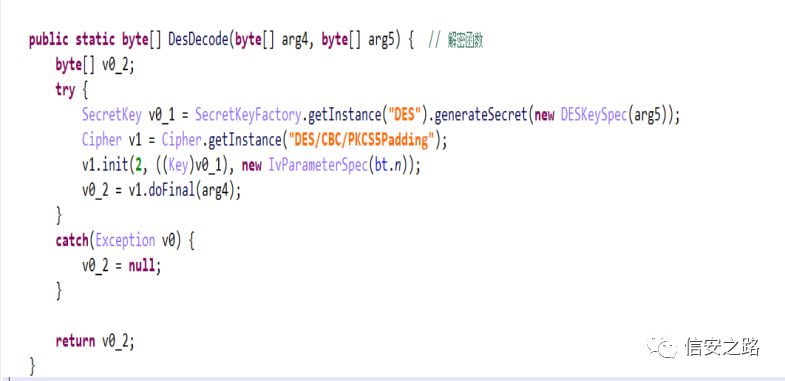 public static byte[] DesDecode(byte[] arg4, byte[] arg5) {  // 解密函数
    byte[] v0_2;
    try {
        SecretKey v0_1 = SecretKeyFactory.getInstance("DES").generateSecret(new DESKeySpec(arg5));
        Cipher v1 = Cipher.getInstance("DES/CBC/PKCS5Padding");
        v1.init(2, ((Key)v0_1), new IvParameterSpec(bt.n));
        v0_2 = v1.doFinal(arg4);
    }
    catch(Exception v0) {
        v0_2 = null;
    }

    return v0_2;
}
信安之路